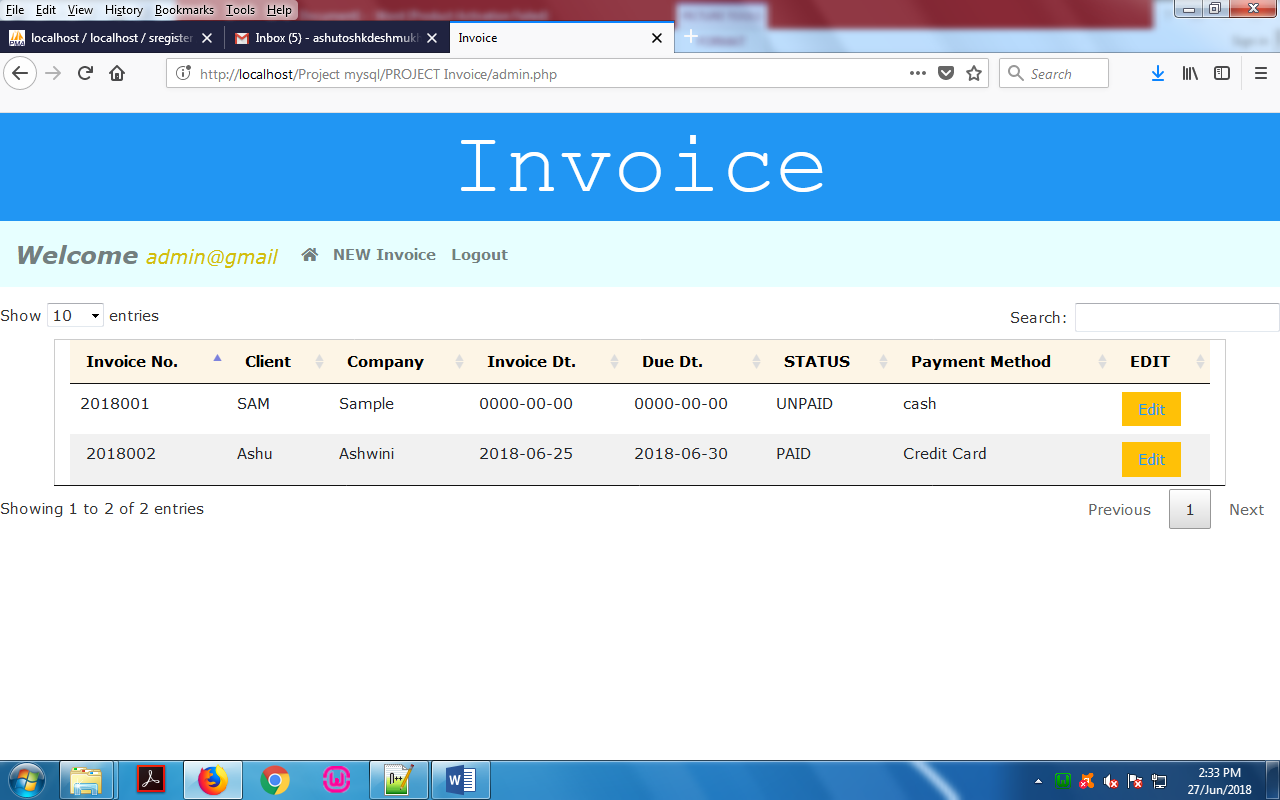 File Edit View History Bookmarks Tools Help
localhost / localhost / sregister
Inbox (5) - ashutoshkdeshmukh
Invoice
http://localhost/Project mysql/PROJECT Invoice/admin.php
Search
Invoice
Welcome admin@gmail NEW Invoice Logout
Show 10 entries
Search:
Invoice No. Client Company Invoice Dt. Due Dt. STATUS Payment Method EDIT
2018001 SAM Sample 0000-00-00 0000-00-00 UNPAID cash Edit
2018002 Ashu Ashwini 2018-06-25 2018-06-30 PAID Credit Card Edit
Showing 1 to 2 of 2 entries
Previous 1 Next
2:33 PM
27/Jun/2018